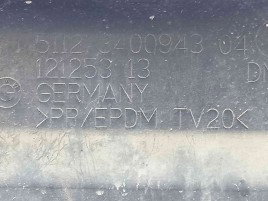 5112 3400943 04
121253 13
GERMANY
>PP/EPDM TV20<